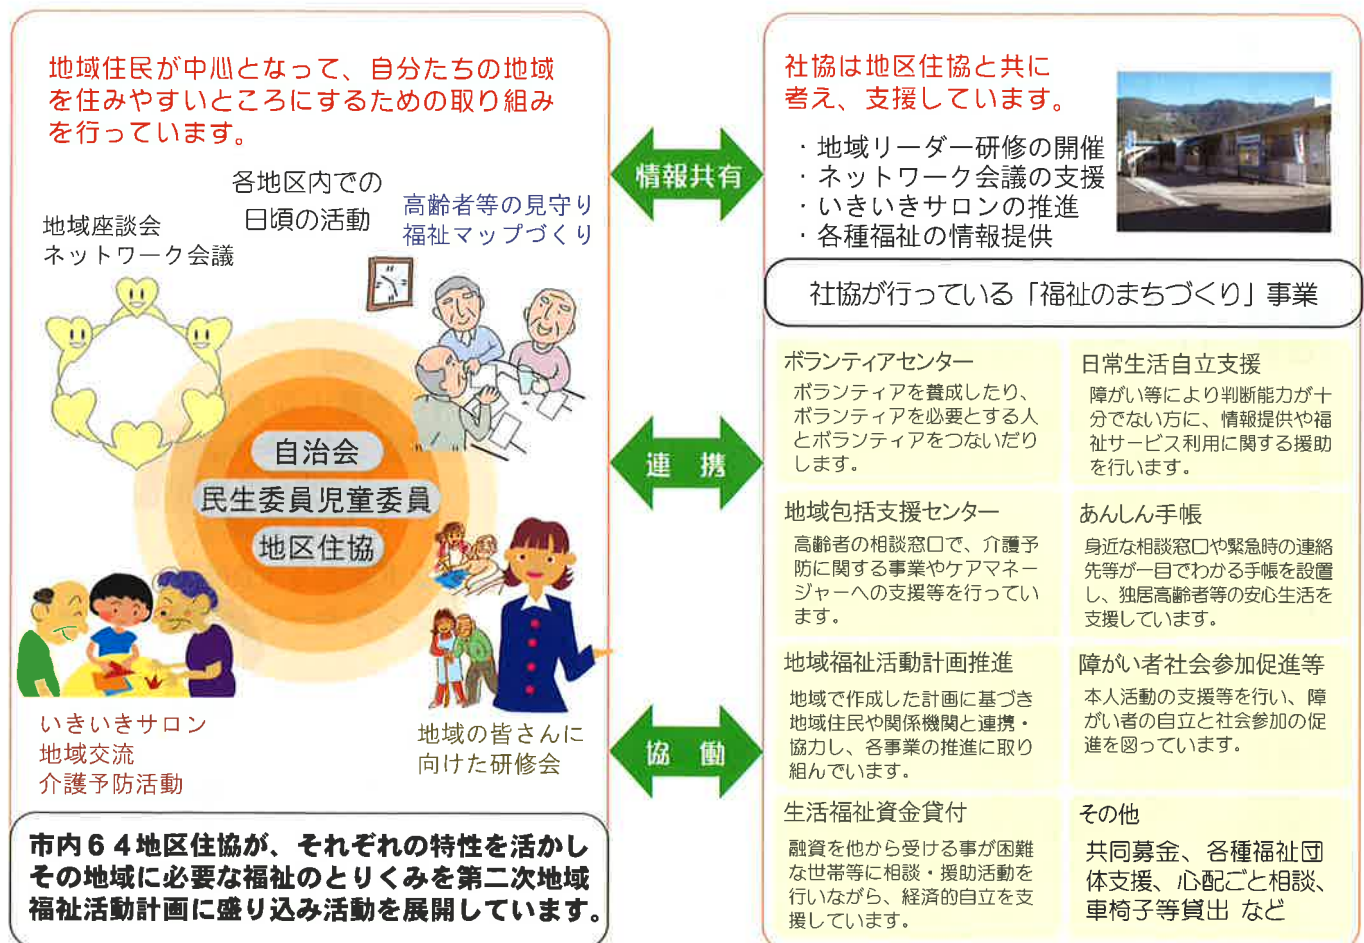 地域住民が中心となって、自分たちの地域
を住みやすいところにするための取り組み
を行っています。
各地区内での
日頃の活動
地域座談会
ネットワーク会議
高齢者等の見守り
福祉マップづくり
自治会
民生委員児童委員
地区住協
いきいきサロン
地域交流
介護予防活動
地域の皆さんに
向けた研修会
市内64地区住協が、それぞれの特性を活かし
その地域に必要な福祉のとりくみを第二次地域
福祉活動計画に盛り込み活動を展開しています。
情報共有
連携
協働
社協は地区住協と共に
考え、支援しています。
・地域リーダー研修の開催
・ネットワーク会議の支援
・いきいきサロンの推進
・各種福祉の情報提供
社協が行っている「福祉のまちづくり」事業
ボランティアセンター
ボランティアを養成したり、
ボランティアを必要とする人
とボランティアをつないだり
します。
日常生活自立支援
障がい等により判断能力が十
分でない方に、情報提供や福
祉サービス利用に関する援助
を行います。
地域包括支援センター
高齢者の相談窓口で、介護予
防に関する事業やケアマネー
ジャーへの支援等を行ってい
ます。
あんしん手帳
身近な相談窓口や緊急時の連絡
先等が一目でわかる手帳を設置
し、独居高齢者等の安心生活を
支援しています。
地域福祉活動計画推進
地域で作成した計画に基づき
地域住民や関係機関と連携・
協力し、各事業の推進に取り
組んでいます。
障がい者社会参加促進等
本人活動の支援等を行い、障
がい者の自立と社会参加の促
進を図っています。
生活福祉資金貸付
融資を他から受ける事が困難
な世帯等に相談・援助活動を
行いながら、経済的自立を支
援しています。
その他
共同募金、各種福祉団
体支援、心配ごと相談、
車椅子等貸出 など